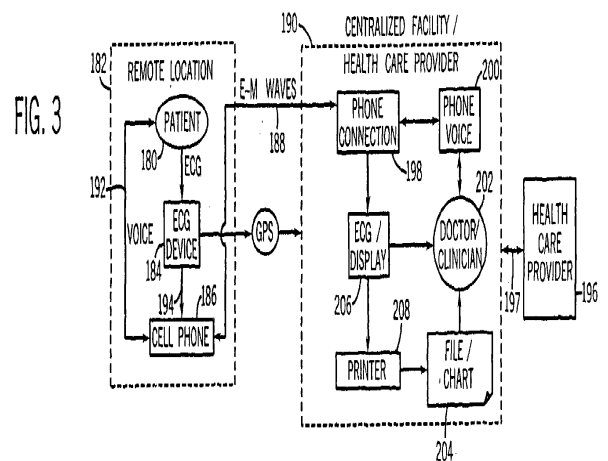 FIG. 3
182
REMOTE LOCATION
PATIENT
180
ECG
192
VOICE
ECG
DEVICE
184
194
186
CELL PHONE
E-M WAVES
188
GPS
190
CENTRALIZED FACILITY/
HEALTH CARE PROVIDER
200
PHONE
CONNECTION
198
PHONE
VOICE
202
ECG/
DISPLAY
206
DOCTOR/
CLINICIAN
208
PRINTER
FILE/
CHART
204
197
HEALTH
CARE
PROVIDER
196